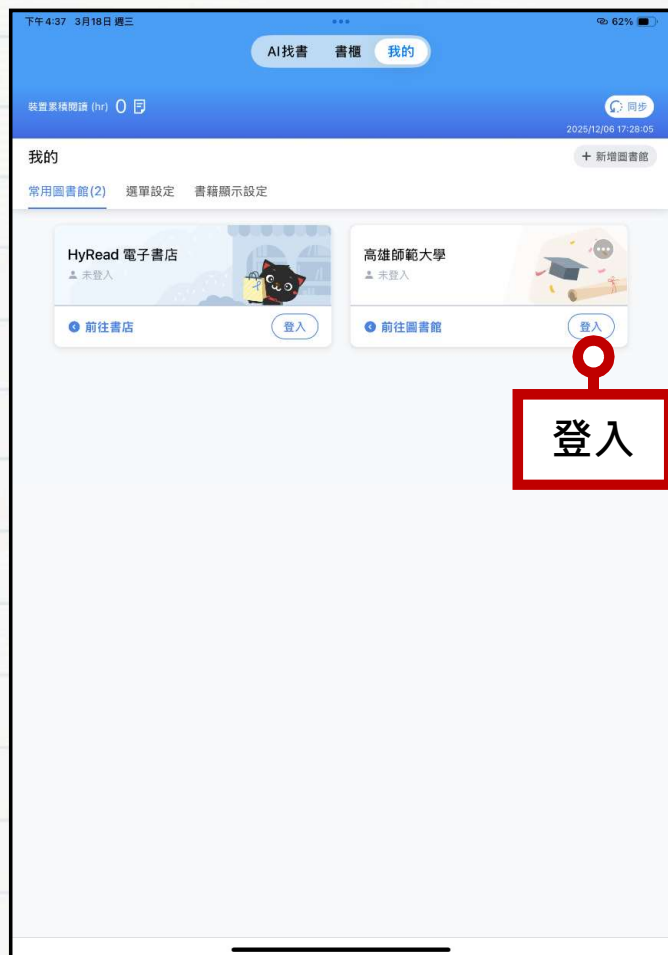 下午4:37 3月18日 週三
62%
AI找書 書櫃 我的
裝置累積閱讀 (hr) 0
同步
2025/12/06 17:28:05
我的
+ 新增圖書館
常用圖書館(2) 選單設定 書籍顯示設定
HyRead 電子書店
未登入
前往書店
登入
高雄師範大學
未登入
前往圖書館
登入
登入